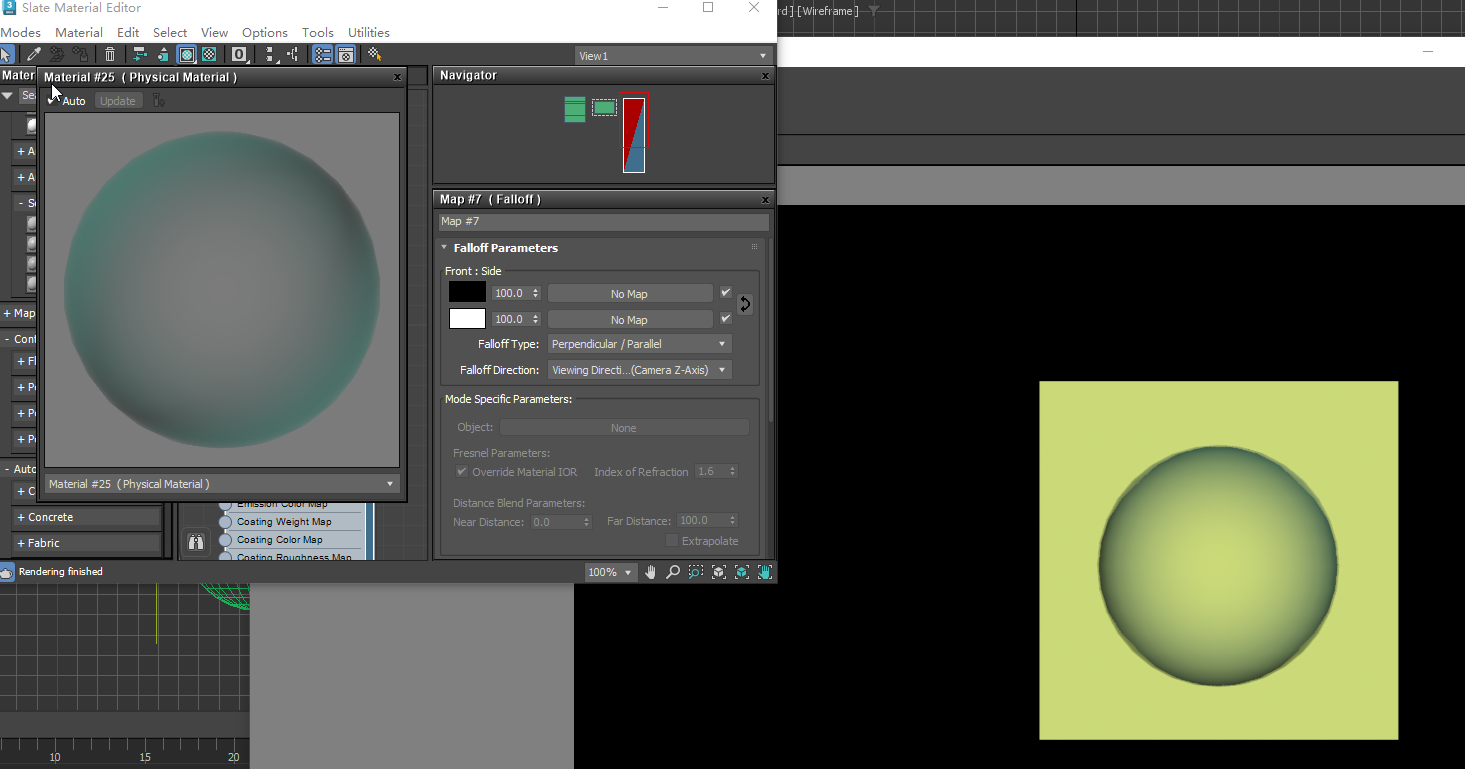 Slate Material Editor
rd ] [Wireframe ]
Modes Material Edit Select View Options Tools Utilities
View1
Mater
Material #25 ( Physical Material )
x
Navigator
x
Se
Auto Update
+ A
+ A
- S
+ Map
- Cont
+ Fl
+ P
+ P
+ P
- Auto
+ C
+ Concrete
+ Fabric
Material #25 ( Physical Material )
Emission Color Map
Coating Weight Map
Coating Color Map
Coating Roughness Map
Map #7 ( Falloff )
x
Map #7
Falloff Parameters
Front : Side
100.0 No Map
100.0 No Map
Falloff Type: Perpendicular / Parallel
Falloff Direction: Viewing Directi...(Camera Z-Axis)
Mode Specific Parameters:
Object: None
Fresnel Parameters:
Override Material IOR Index of Refraction 1.6
Distance Blend Parameters:
Near Distance: 0.0 Far Distance: 100.0
Extrapolate
Rendering finished
100%
10 15 20